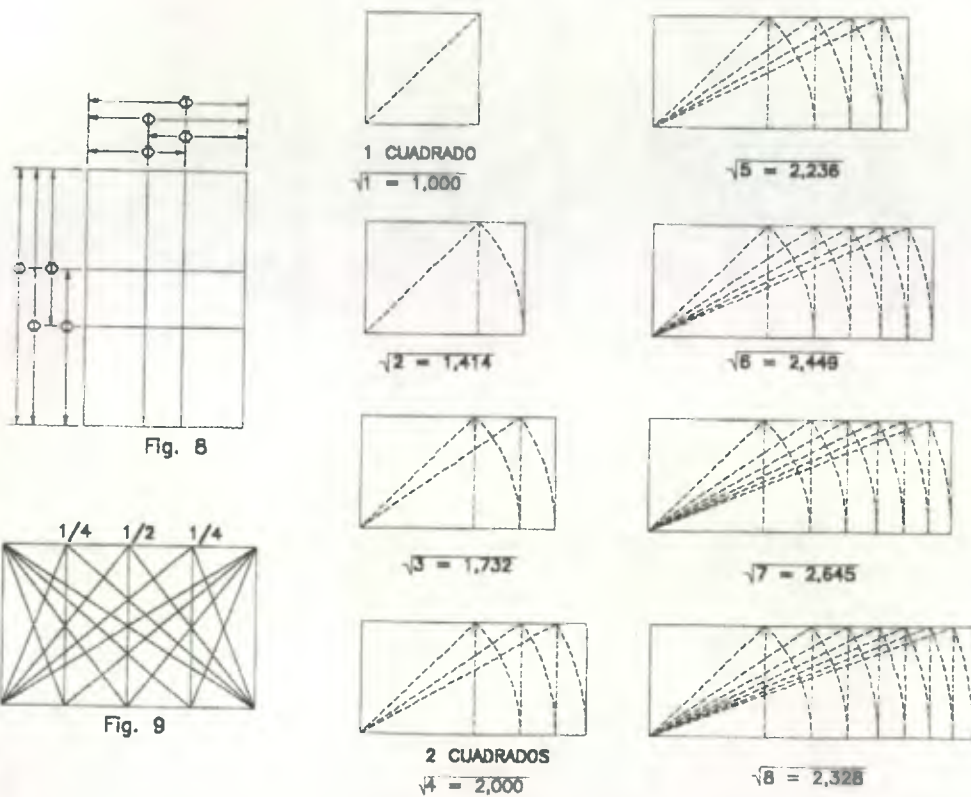 Φ
Φ
Φ
Φ
Φ Φ
Φ Φ
Fig. 8
1/4 1/2 1/4
Fig. 9
1 CUADRADO
√1 = 1,000
√2 = 1,414
√3 = 1,732
2 CUADRADOS
√4 = 2,000
√5 = 2,236
√6 = 2,449
√7 = 2,645
√8 = 2,328